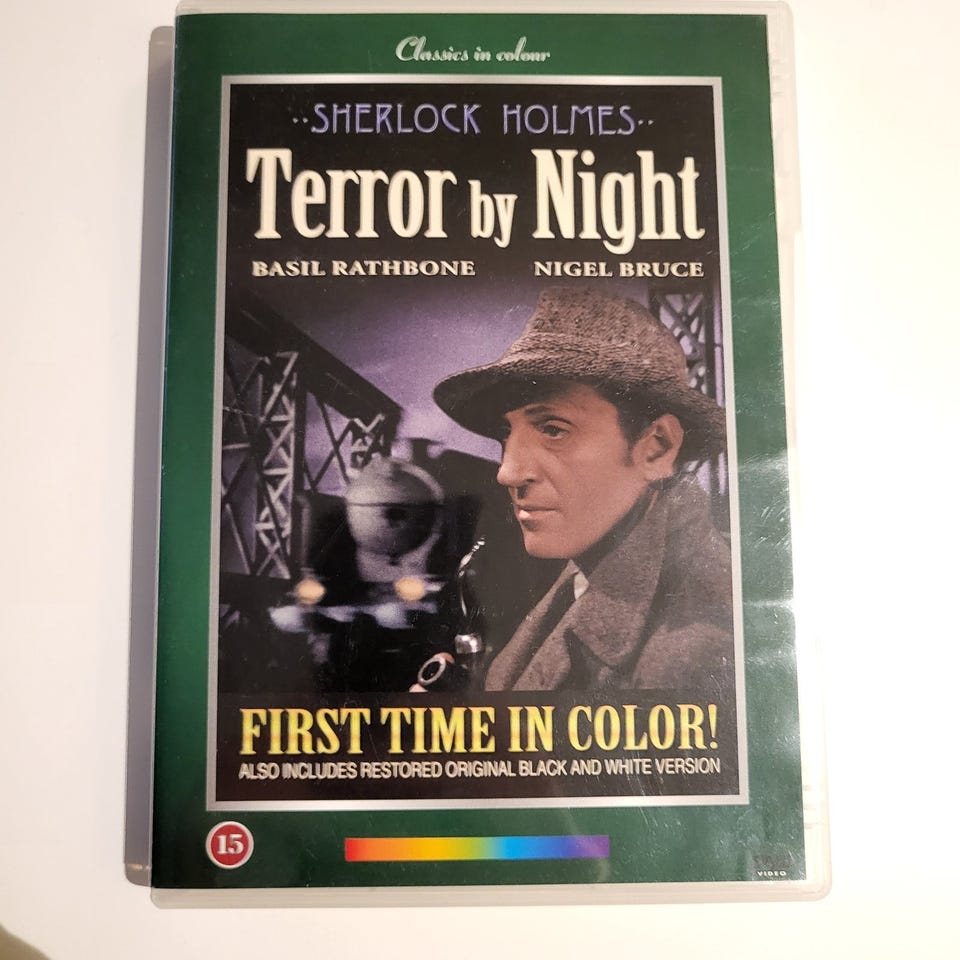 Classics in colour
··SHERLOCK HOLMES··
Terror by Night
BASIL RATHBONE NIGEL BRUCE
FIRST TIME IN COLOR!
ALSO INCLUDES RESTORED ORIGINAL BLACK AND WHITE VERSION
15
VIDEO